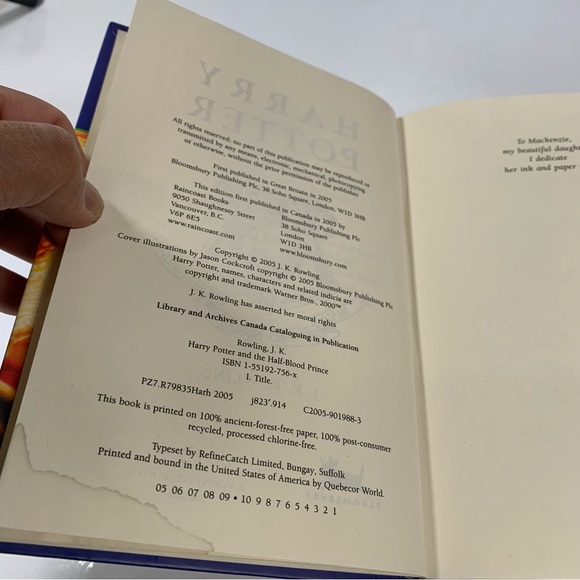 HARRY
POTTER
All rights reserved; no part of this publication may be reproduced or
transmitted by any means, electronic, mechanical, photocopying
or otherwise, without the prior permission of the publisher
First published in Great Britain in 2005
Bloomsbury Publishing Plc, 38 Soho Square, London, W1D 3HB
This edition first published in Canada in 2005 by
Raincoast Books
9050 Shaughnessy Street
Vancouver, B.C.
V6P 6E5
www.raincoast.com
Bloomsbury Publishing Plc
38 Soho Square
London
W1D 3HB
www.bloomsbury.com
Copyright © 2005 J. K. Rowling
Cover illustrations by Jason Cockcroft copyright © 2005 Bloomsbury Publishing Plc
Harry Potter, names, characters and related indicia are
copyright and trademark Warner Bros., 2000™
J. K. Rowling has asserted her moral rights
Library and Archives Canada Cataloguing in Publication
Rowling, J. K.
Harry Potter and the Half-Blood Prince
ISBN 1-55192-756-x
I. Title.
PZ7.R79835Harh 2005 j823'.914 C2005-901988-3
This book is printed on 100% ancient-forest-free paper, 100% post-consumer
recycled, processed chlorine-free.
Typeset by RefineCatch Limited, Bungay, Suffolk
Printed and bound in the United States of America by Quebecor World.
05 06 07 08 09 • 10 9 8 7 6 5 4 3 2 1
To Mackenzie,
my beautiful daught
I dedicate
her ink and paper